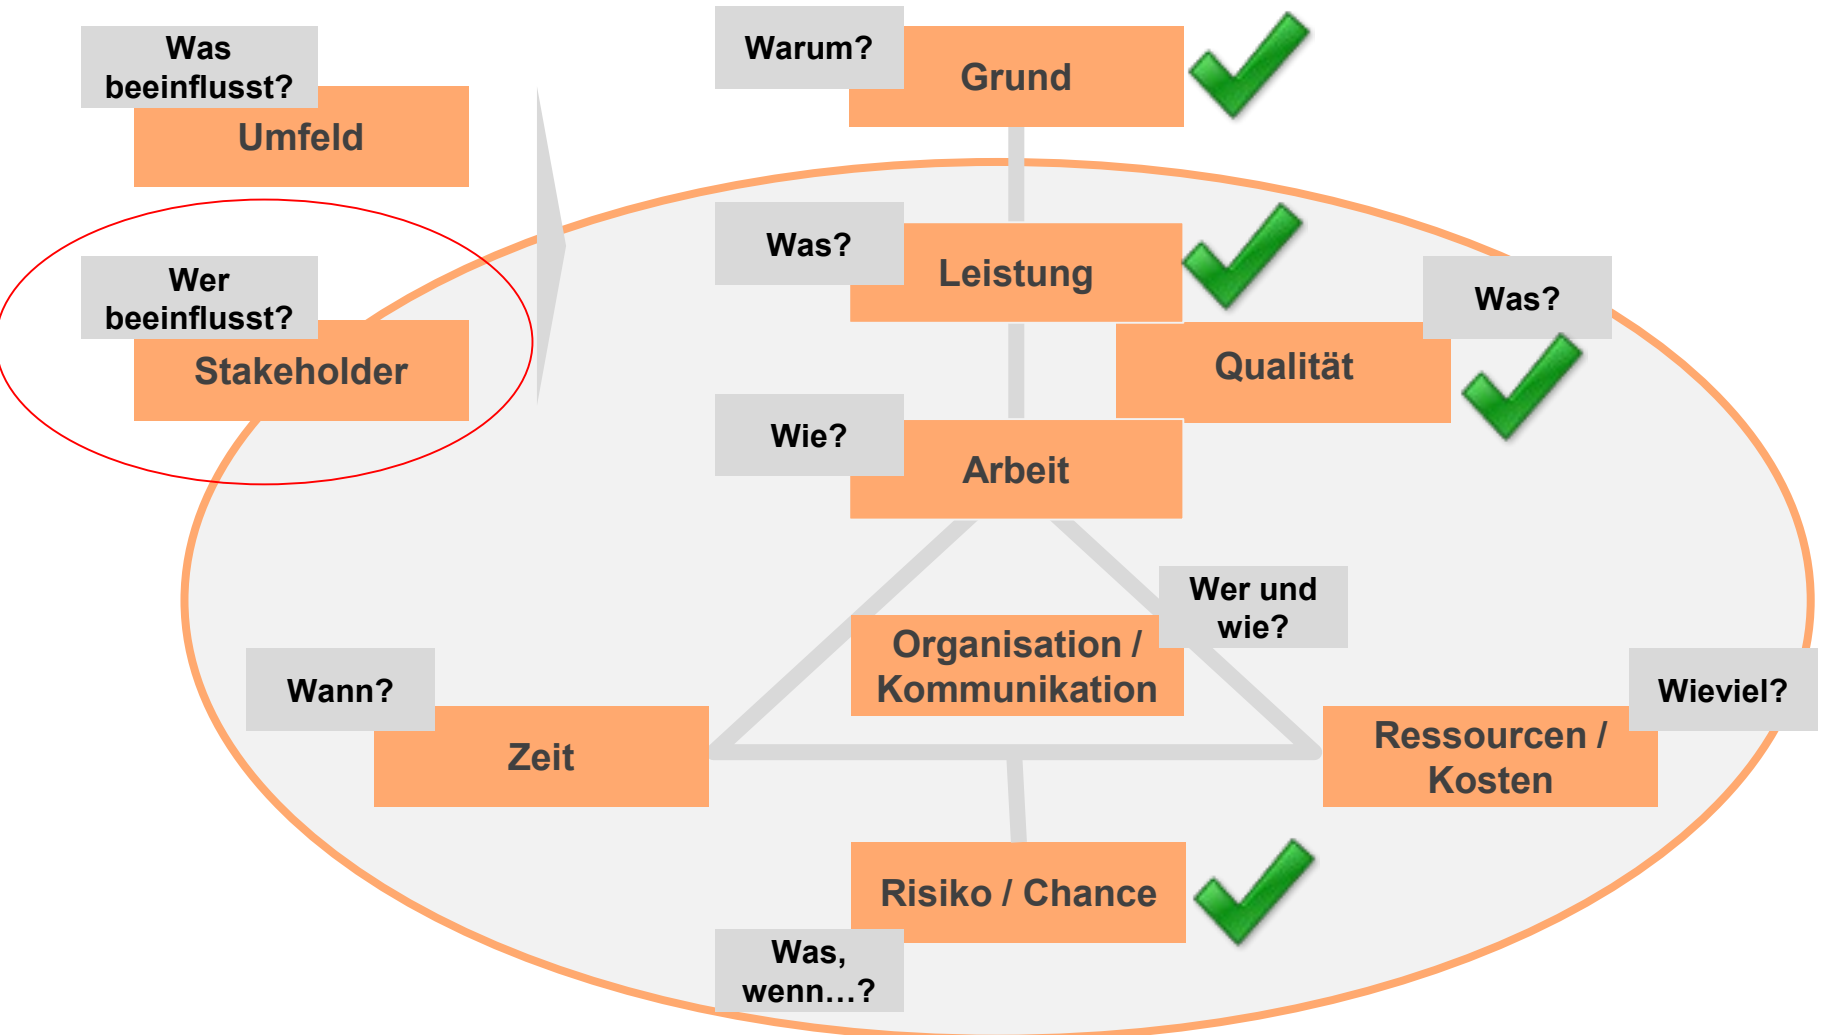 Was
beeinflusst?
Umfeld
Wer
beeinflusst?
Stakeholder
Warum?
Grund
Was?
Leistung
Was?
Qualität
Wie?
Arbeit
Wer und
wie?
Organisation /
Kommunikation
Wann?
Zeit
Wieviel?
Ressourcen /
Kosten
Risiko / Chance
Was,
wenn…?